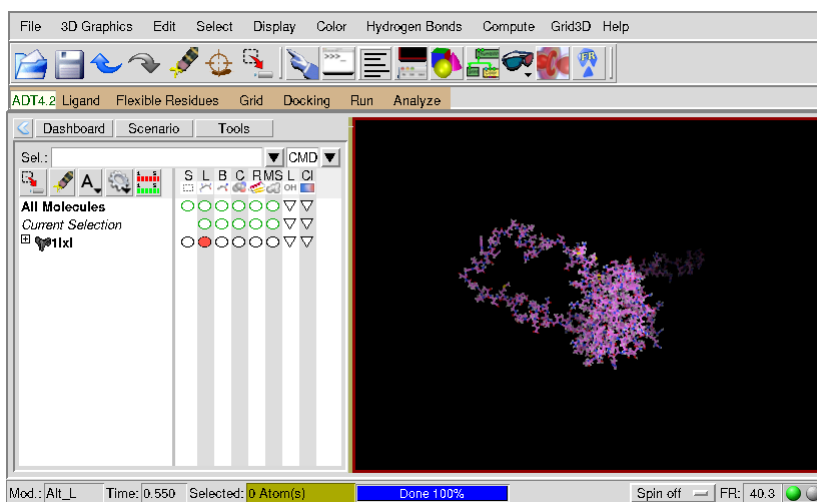 File 3D Graphics Edit Select Display Color Hydrogen Bonds Compute Grid3D Help
ADT4.2 Ligand Flexible Residues Grid Docking Run Analyze
Dashboard Scenario Tools
Sel.: CMD
A S L B C R MS L Cl
OH
All Molecules
Current Selection
1lxl
Mod.: Alt_L Time: 0.550 Selected: 0 Atom(s) Done 100% Spin off FR: 40.3